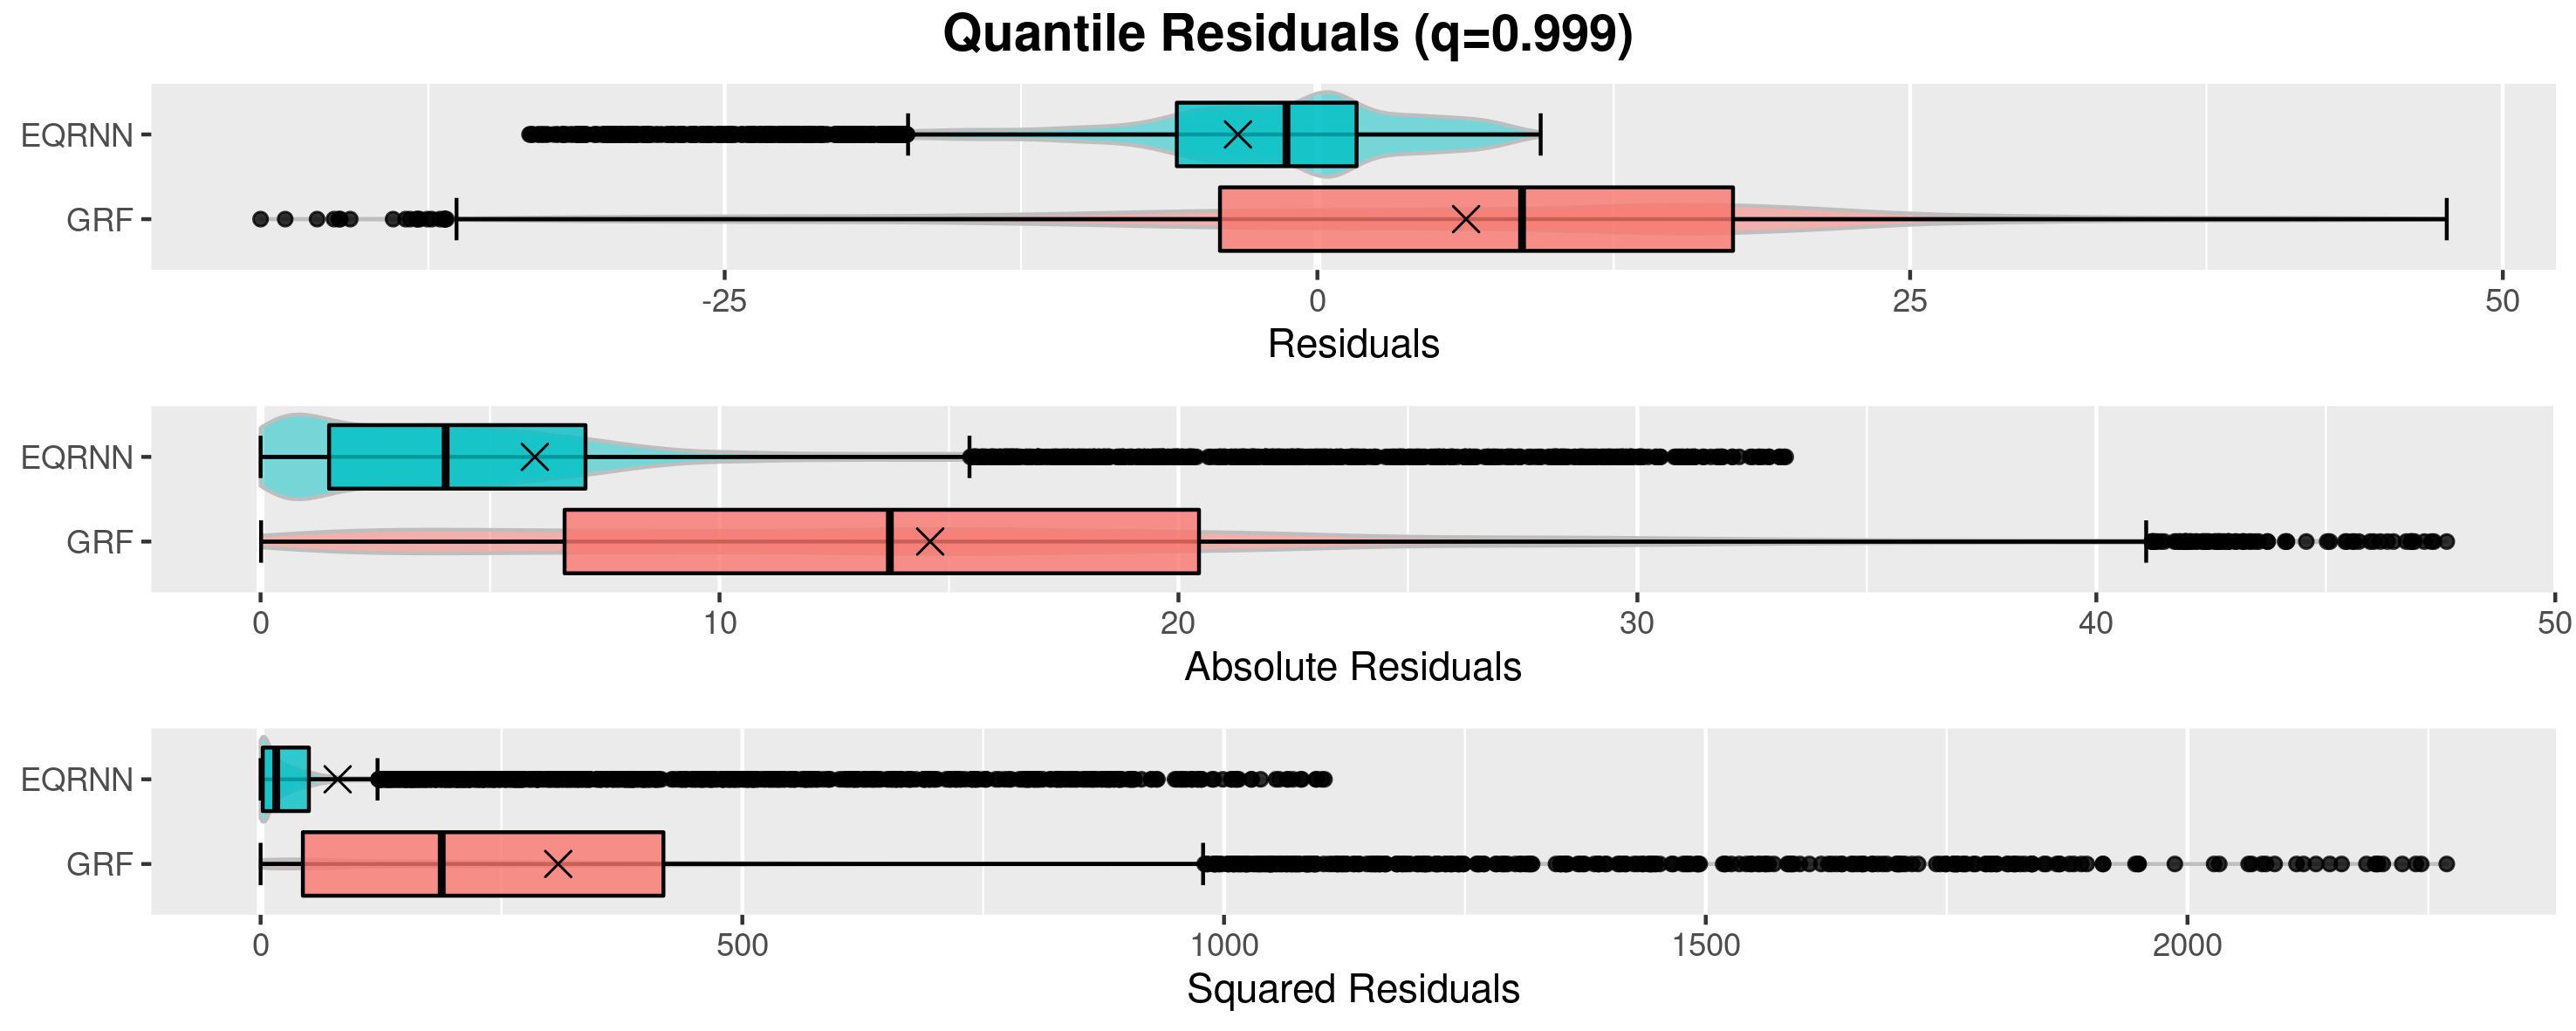 Quantile Residuals (q=0.999)
EQRNN
GRF
-25 0 25 50
Residuals
EQRNN
GRF
0 10 20 30 40 50
Absolute Residuals
EQRNN
GRF
0 500 1000 1500 2000
Squared Residuals